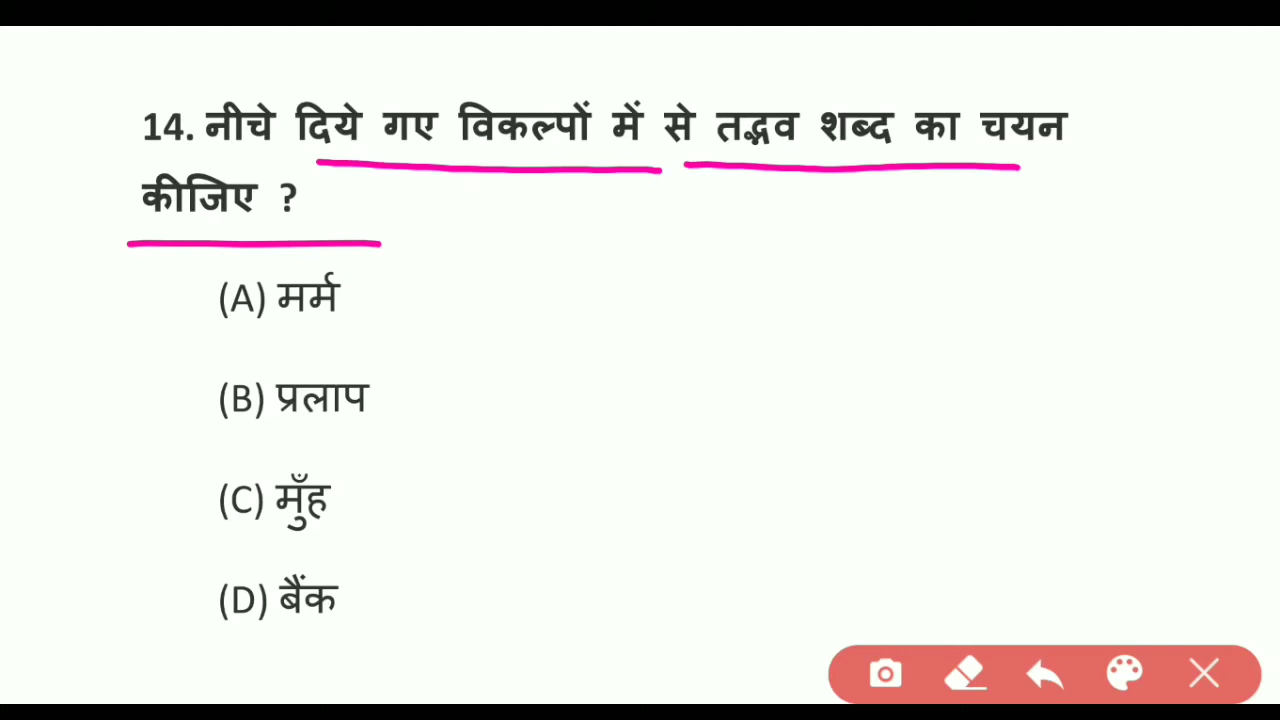 14. नीचे दिये गए विकल्पों में से तद्भव शब्द का चयन
कीजिए ?
(A) मर्म
(B) प्रलाप
(C) मुँह
(D) बैंक